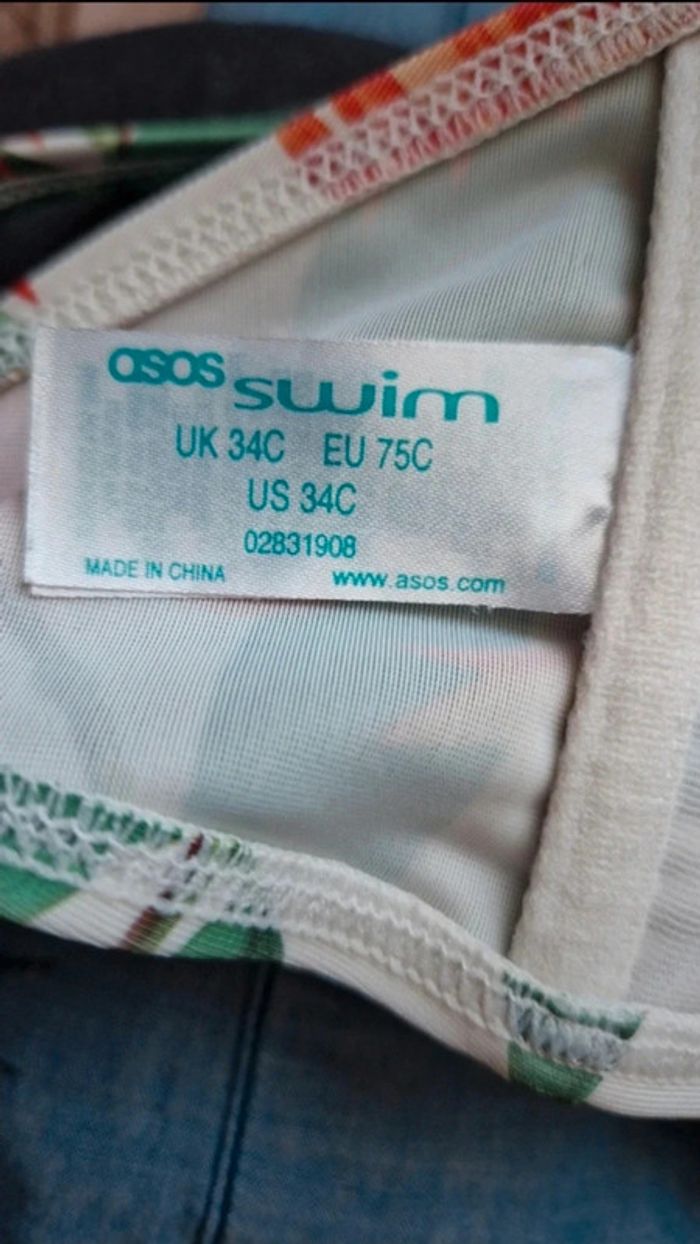 asos swim
UK 34C EU 75C
US 34C
02831908
MADE IN CHINA www.asos.com